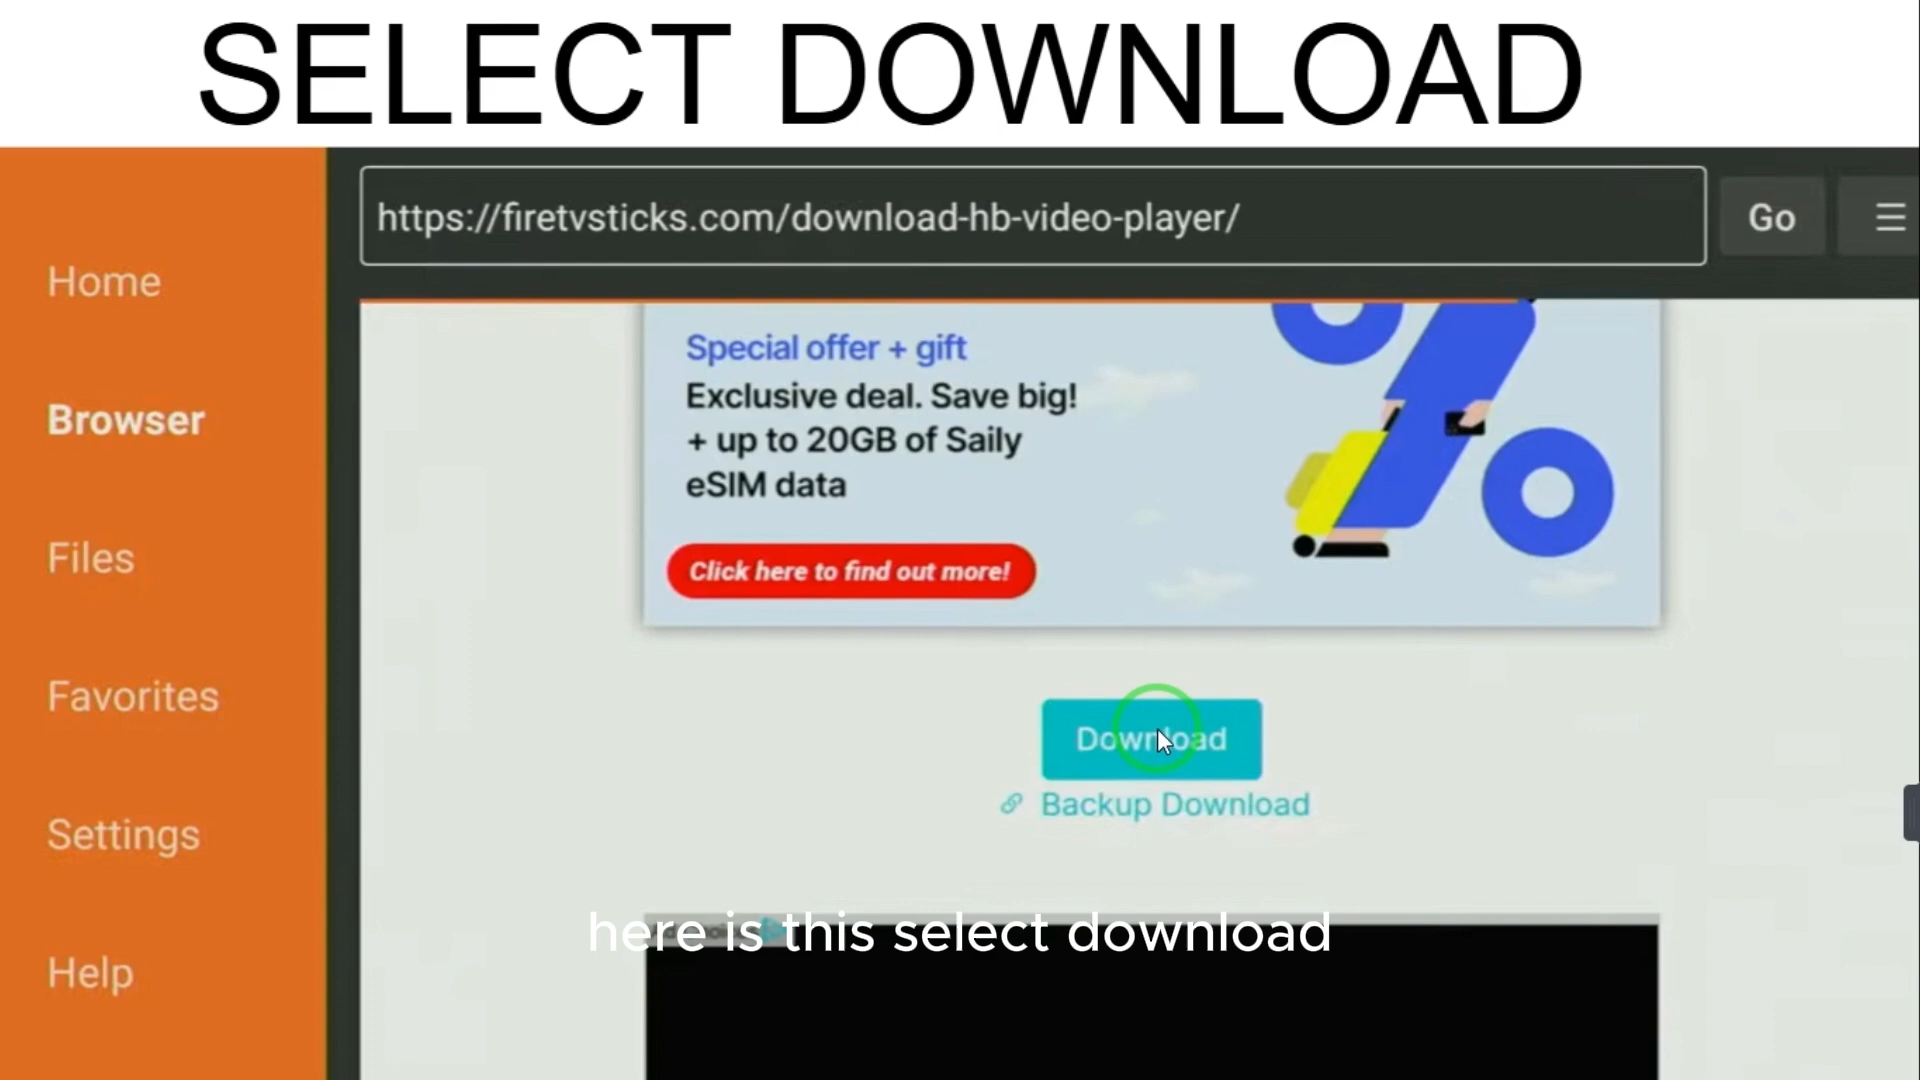 SELECT DOWNLOAD
https://firetvsticks.com/download-hb-video-player/
Go
Home
Browser
Files
Favorites
Settings
Help
Special offer + gift
Exclusive deal. Save big!
+ up to 20GB of Saily
eSIM data
Click here to find out more!
Download
Backup Download
here is this select download